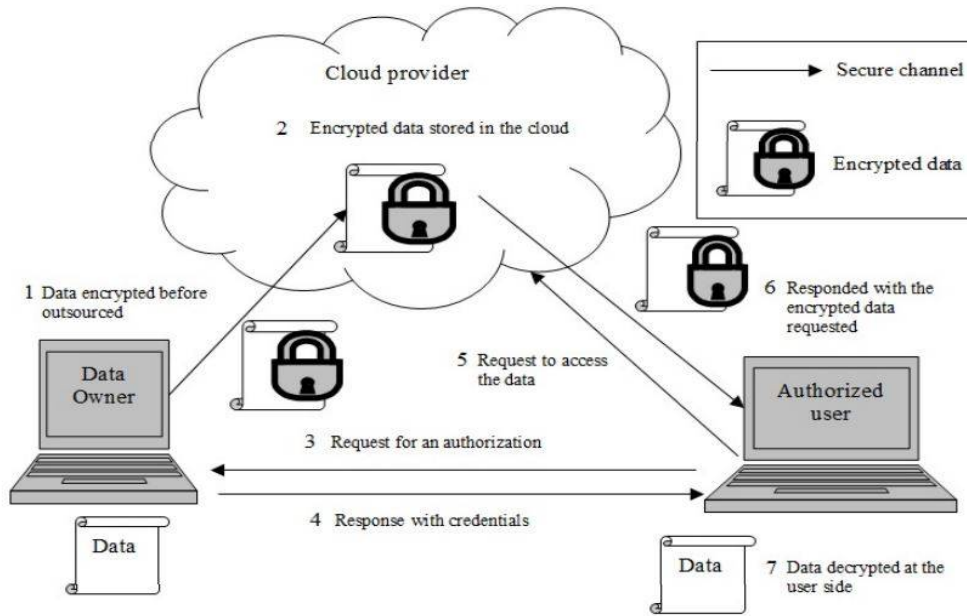 Cloud provider
2 Encrypted data stored in the cloud
Secure channel
Encrypted data
1 Data encrypted before
outsourced
6 Responded with the
encrypted data
requested
5 Request to access
the data
Data
Owner
Authorized
user
3 Request for an authorization
4 Response with credentials
Data
Data
7 Data decrypted at the
user side